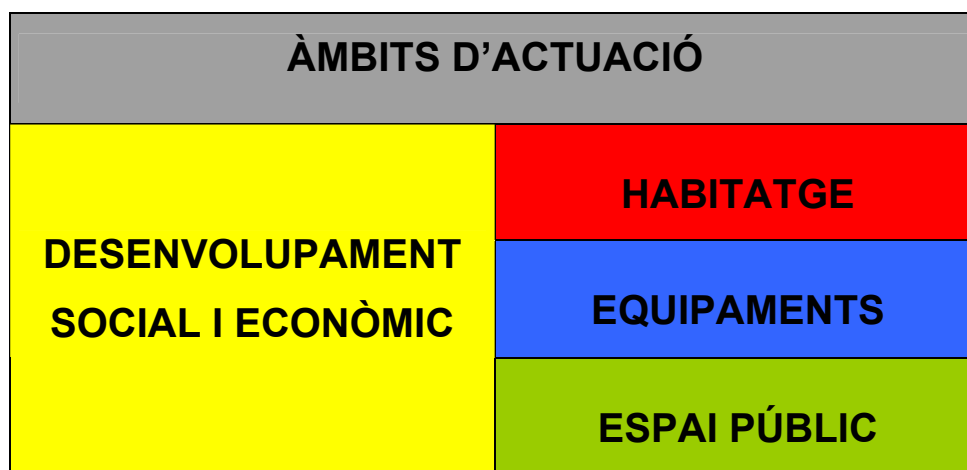 ÀMBITS D’ACTUACIÓ
DESENVOLUPAMENT
SOCIAL I ECONÒMIC
HABITATGE
EQUIPAMENTS
ESPAI PÚBLIC